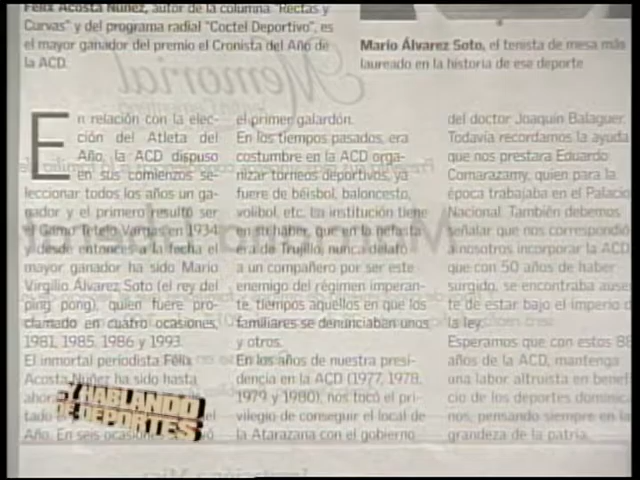 Félix Acosta Núñez, autor de la columna "Rectas y
Curvas" y del programa radial "Coctel Deportivo", es
el mayor ganador del premio el Cronista del Año de
la ACD.
Mario Álvarez Soto, el tenista de mesa más
laureado en la historia de ese deporte
Memorial
En relación con la elec-
ción del Atleta del
Año, la ACD dispuso
en sus comienzos se-
leccionar todos los años un ga-
nador y el primero resultó ser
el Gamo Tetelo Vargas en 1934
y desde entonces a la fecha el
mayor ganador ha sido Mario
Virgilio Álvarez Soto (el rey del
ping pong), quien fuere pro-
clamado en cuatro ocasiones,
1981, 1985, 1986 y 1993.
El inmortal periodista Félix
Acosta Núñez ha sido hasta
ahora
tado el
Año. En seis ocasiones
el primer galardón.
En los tiempos pasados, era
costumbre en la ACD orga-
nizar torneos deportivos, ya
fuere de béisbol, baloncesto,
volibol, etc. La institución tiene
en su haber, que en la nefasta
era de Trujillo, nunca delató
a un compañero por ser este
enemigo del régimen imperan-
te, tiempos aquellos en que los
familiares se denunciaban unos
y otros.
En los años de nuestra presi-
dencia en la ACD (1977, 1978,
1979 y 1980), nos tocó el pri-
vilegio de conseguir el local de
la Atarazana con el gobierno
del doctor Joaquín Balaguer.
Todavía recordamos la ayuda
que nos prestara Eduardo
Comarazamy, quien para la
época trabajaba en el Palacio
Nacional. También debemos
señalar que nos correspondió
a nosotros incorporar la ACD
que con 50 años de haber
surgido, se encontraba ausen
te de estar bajo el imperio d
la ley.
Esperamos que con estos 88
años de la ACD, mantenga
una labor altruista en benef
cio de los deportes dominica
nos, pensando siempre en la
grandeza de la patria.
Y HABLANDO
DE DEPORTES